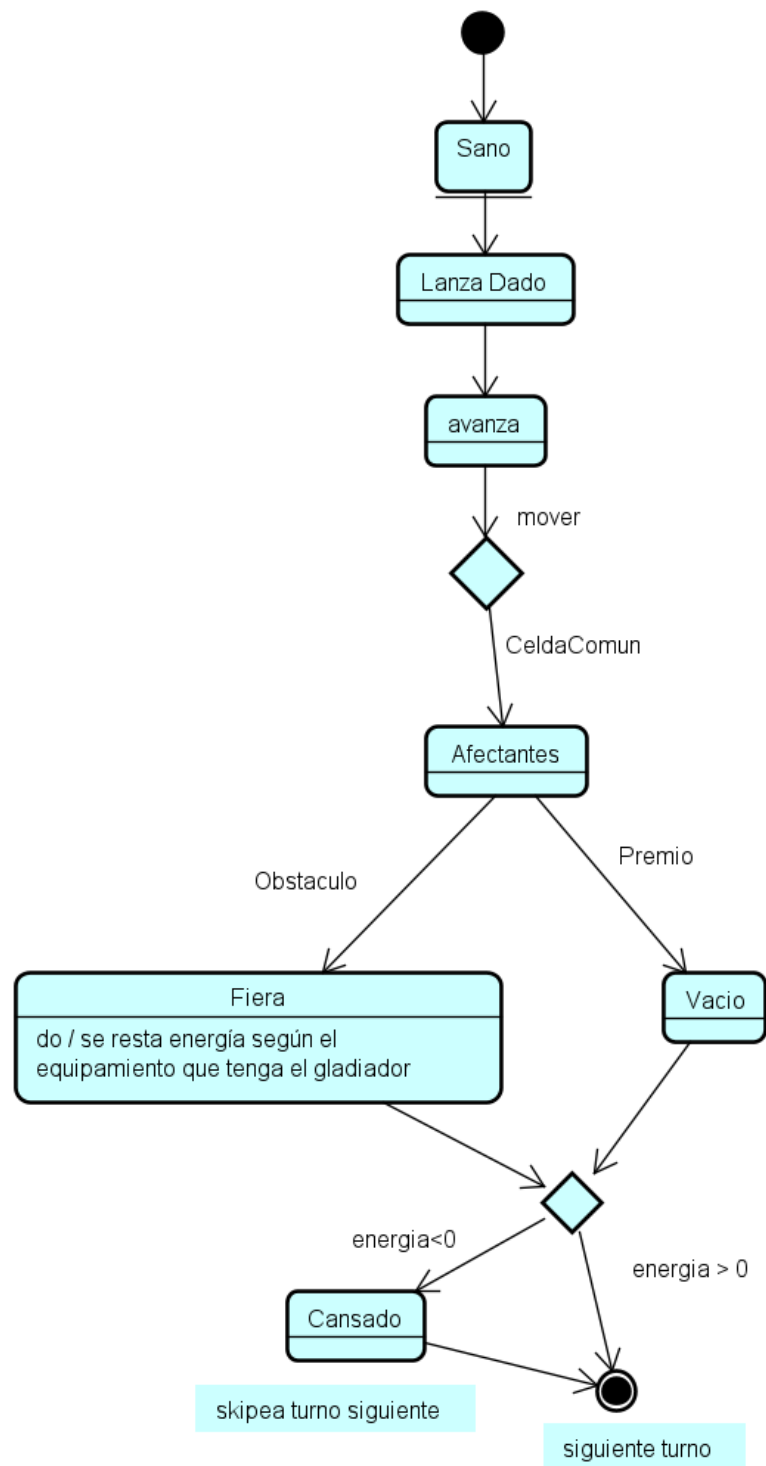 Sano
Lanza Dado
avanza
mover
CeldaComun
Afectantes
Premio
Obstaculo
Fiera
do / se resta energía según el
equipamiento que tenga el gladiador
Vacio
energia<0
energia > 0
Cansado
skipea turno siguiente
siguiente turno